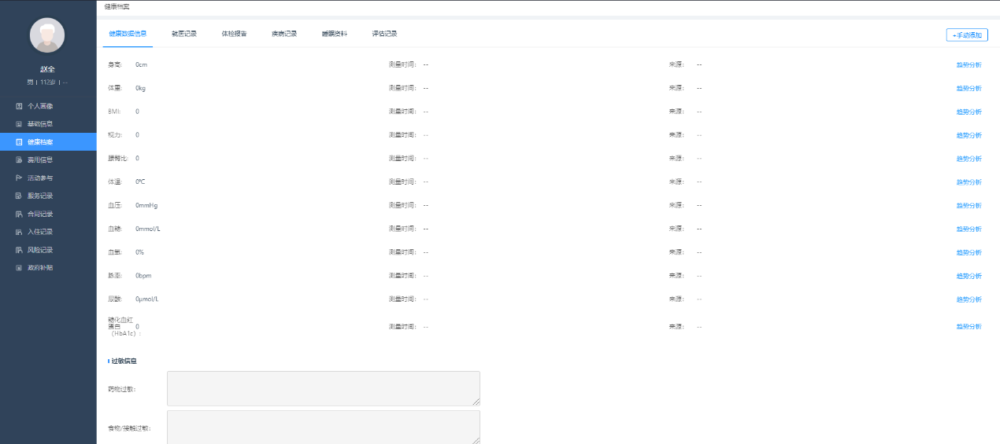 健康档案
赵全
男 | 112岁 | --
个人画像
基础信息
健康档案
费用信息
活动参与
服务记录
合同记录
入住记录
风险记录
政府补贴
健康数据信息 就医记录 体检报告 疾病记录 睡眠资料 评估记录 +手动添加
身高: 0cm 测量时间: -- 来源: -- 趋势分析
体重: 0kg 测量时间: -- 来源: -- 趋势分析
BMI: 0 测量时间: -- 来源: -- 趋势分析
视力: 0 测量时间: -- 来源: -- 趋势分析
腰臀比: 0 测量时间: -- 来源: -- 趋势分析
体温: 0℃ 测量时间: -- 来源: -- 趋势分析
血压: 0mmHg 测量时间: -- 来源: -- 趋势分析
血糖: 0mmol/L 测量时间: -- 来源: -- 趋势分析
血氧: 0% 测量时间: -- 来源: -- 趋势分析
脉率: 0bpm 测量时间: -- 来源: -- 趋势分析
尿酸: 0μmol/L 测量时间: -- 来源: -- 趋势分析
糖化血红
蛋白 0 测量时间: -- 来源: -- 趋势分析
（HbA1c）:
过敏信息
药物过敏:
食物/接触过敏: